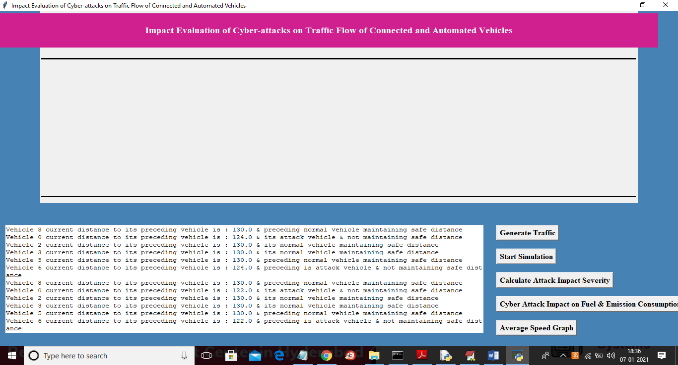 Impact Evaluation of Cyber-attacks on Traffic Flow of Connected and Automated Vehicles
Impact Evaluation of Cyber-attacks on Traffic Flow of Connected and Automated Vehicles
Vehicle 8 current distance to its preceding vehicle is : 130.0 & preceding normal vehicle maintaining safe distance
Vehicle 0 current distance to its preceding vehicle is : 124.0 & its attack vehicle & not maintaining safe distance
Vehicle 2 current distance to its preceding vehicle is : 130.0 & its normal vehicle maintaining safe distance
Vehicle 3 current distance to its preceding vehicle is : 130.0 & its normal vehicle maintaining safe distance
Vehicle 5 current distance to its preceding vehicle is : 130.0 & preceding normal vehicle maintaining safe distance
Vehicle 6 current distance to its preceding vehicle is : 124.0 & preceding is attack vehicle & not maintaining safe dist
ance
Vehicle 8 current distance to its preceding vehicle is : 130.0 & preceding normal vehicle maintaining safe distance
Vehicle 0 current distance to its preceding vehicle is : 122.0 & its attack vehicle & not maintaining safe distance
Vehicle 2 current distance to its preceding vehicle is : 130.0 & its normal vehicle maintaining safe distance
Vehicle 3 current distance to its preceding vehicle is : 130.0 & its normal vehicle maintaining safe distance
Vehicle 5 current distance to its preceding vehicle is : 130.0 & preceding normal vehicle maintaining safe distance
Vehicle 6 current distance to its preceding vehicle is : 122.0 & preceding is attack vehicle & not maintaining safe dist
ance
Generate Traffic
Start Simulation
Calculate Attack Impact Severity
Cyber Attack Impact on Fuel & Emission Consumptio
Average Speed Graph
Type here to search
18:36
07-01-2021